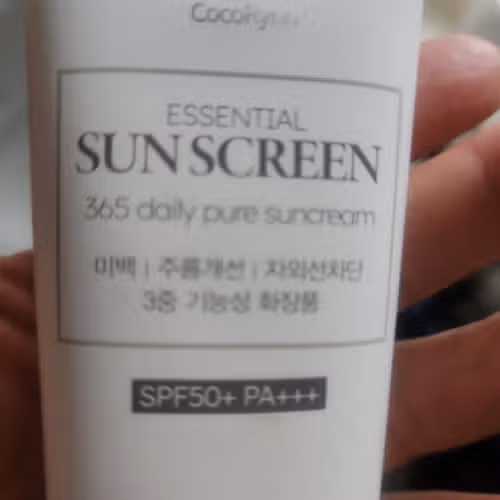 ESSENTIAL
SUN SCREEN
365 daily pure suncream
미백 | 주름개선 | 자외선차단
3중 기능성 화장품
SPF50+ PA+++